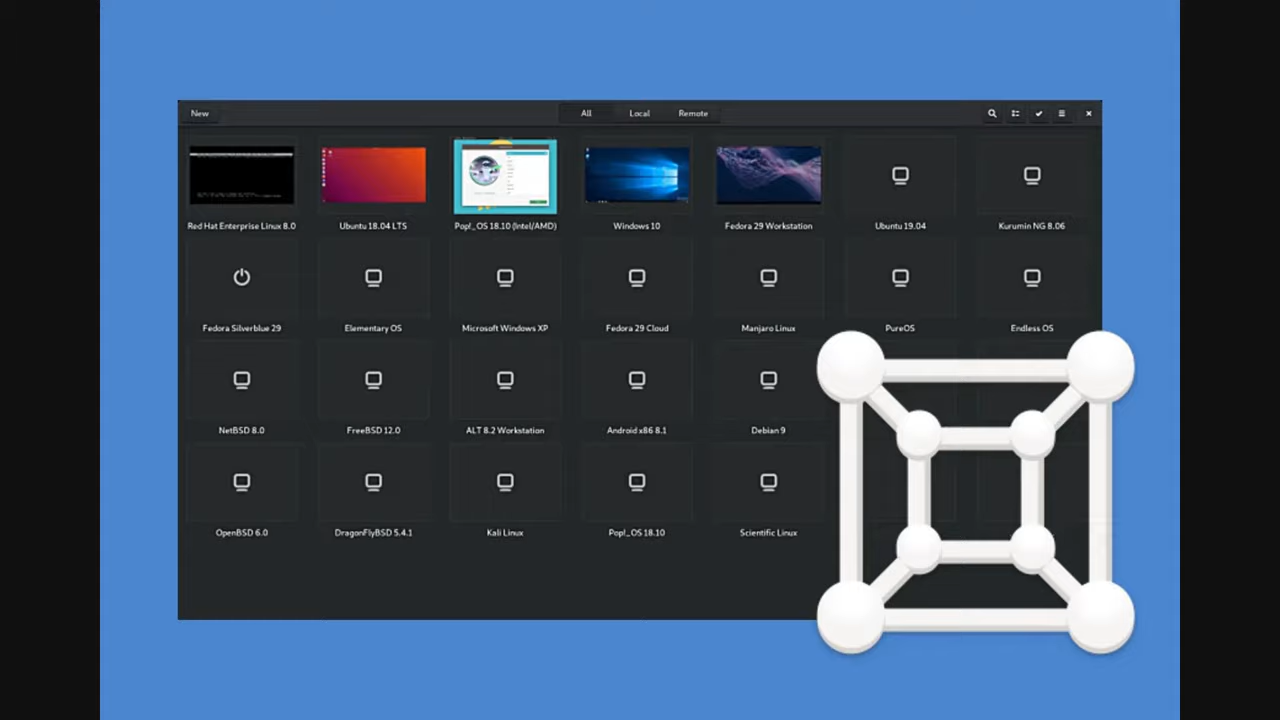 New All Local Remote
Red Hat Enterprise Linux 8.0 Ubuntu 18.04 LTS Pop!_OS 18.10 (Intel/AMD) Windows 10 Fedora 29 Workstation Ubuntu 19.04 Kurumin NG 8.06
Fedora Silverblue 29 Elementary OS Microsoft Windows XP Fedora 29 Cloud Manjaro Linux PureOS Endless OS
NetBSD 8.0 FreeBSD 12.0 ALT 8.2 Workstation Android x86 8.1 Debian 9
OpenBSD 6.0 DragonFlyBSD 5.4.1 Kali Linux Pop!_OS 18.10 Scientific Linux